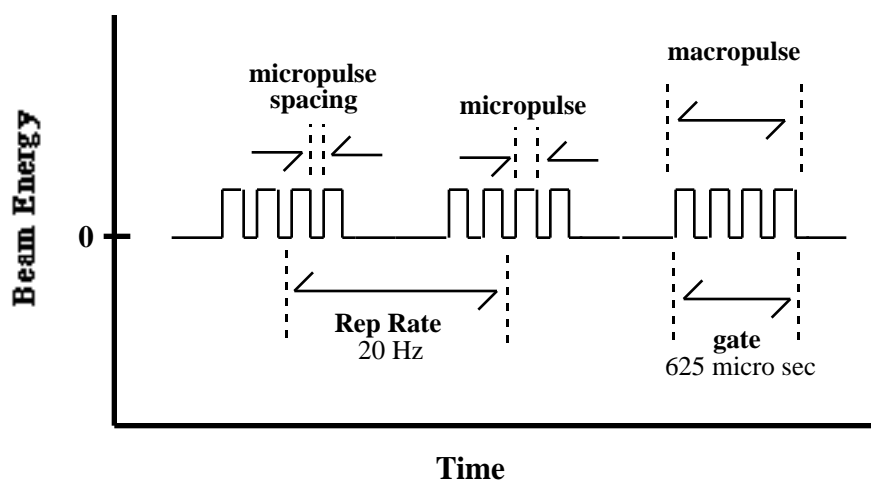 micropulse
spacing
micropulse
macropulse
Beam Energy
0
Rep Rate
20 Hz
gate
625 micro sec
Time